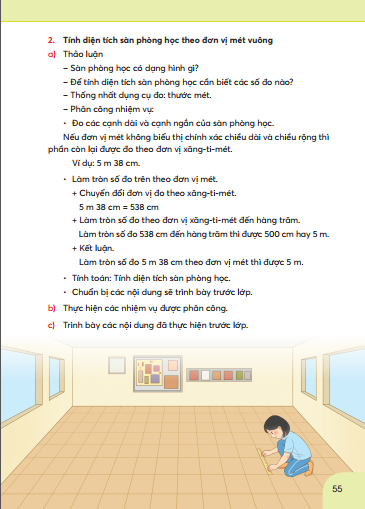 2. Tính diện tích sàn phòng học theo đơn vị mét vuông
a) Thảo luận
– Sàn phòng học có dạng hình gì?
– Để tính diện tích sàn phòng học cần biết các số đo nào?
– Thống nhất dụng cụ đo: thước mét.
– Phân công nhiệm vụ:
• Đo các cạnh dài và cạnh ngắn của sàn phòng học.
Nếu đơn vị mét không biểu thị chính xác chiều dài và chiều rộng thì
phần còn lại được đo theo đơn vị xăng-ti-mét.
Ví dụ: 5 m 38 cm.
• Làm tròn số đo trên theo đơn vị mét.
+ Chuyển đổi đơn vị đo theo xăng-ti-mét.
5 m 38 cm = 538 cm
+ Làm tròn số đo theo đơn vị xăng-ti-mét đến hàng trăm.
Làm tròn số đo 538 cm đến hàng trăm thì được 500 cm hay 5 m.
+ Kết luận.
Làm tròn số đo 5 m 38 cm theo đơn vị mét thì được 5 m.
• Tính toán: Tính diện tích sàn phòng học.
• Chuẩn bị các nội dung sẽ trình bày trước lớp.
b) Thực hiện các nhiệm vụ được phân công.
c) Trình bày các nội dung đã thực hiện trước lớp.
55